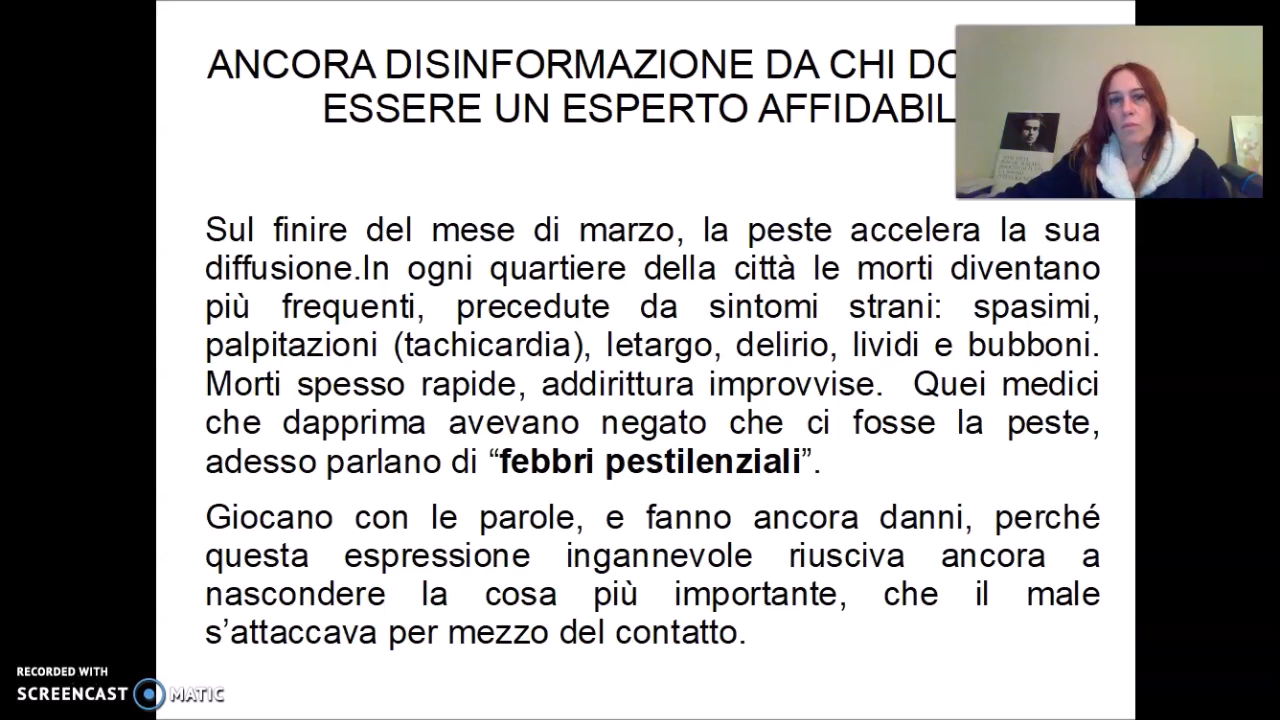 ANCORA DISINFORMAZIONE DA CHI
ESSERE UN ESPERTO AFFIDABIL
Sul finire del mese di marzo, la peste accelera la sua
diffusione.In ogni quartiere della città le morti diventano
più frequenti, precedute da sintomi strani: spasimi,
palpitazioni (tachicardia), letargo, delirio, lividi e bubboni.
Morti spesso rapide, addirittura improvvise. Quei medici
che dapprima avevano negato che ci fosse la peste,
adesso parlano di “febbri pestilenziali”.
Giocano con le parole, e fanno ancora danni, perché
questa espressione ingannevole riusciva ancora a
nascondere la cosa più importante, che il male
s’attaccava per mezzo del contatto.
RECORDED WITH
SCREENCAST MATIC